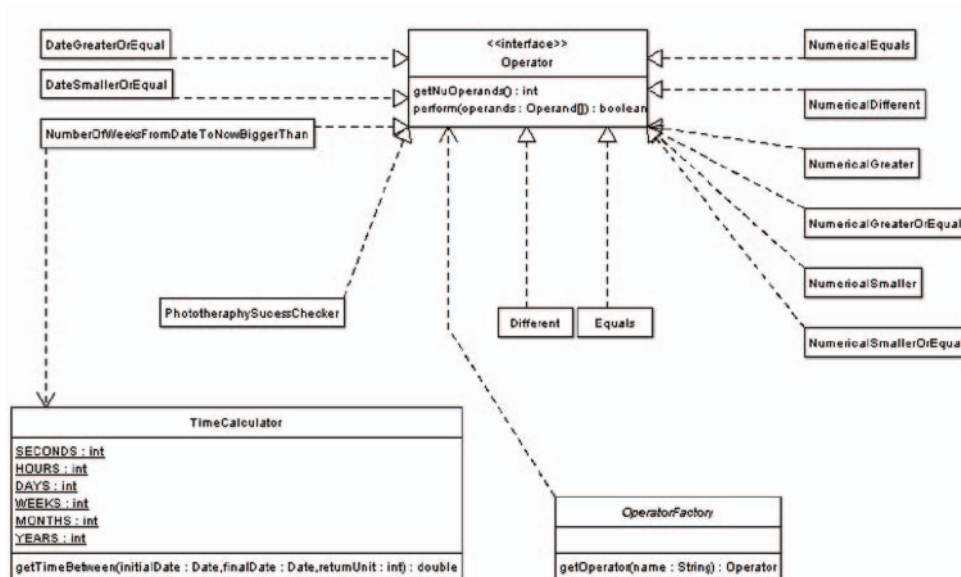 DateGreaterOrEqual
<<interface>>
Operator
NumericalEquals
DateSmallerOrEqual
getNuOperands() : int
perform(operands : Operand[]) : boolean
NumericalDifferent
NumberOfWeeksFromDateToNowBiggerThan
NumericalGreater
NumericalGreaterOrEqual
NumericalSmaller
PhototheraphySucessChecker
Different
Equals
NumericalSmallerOrEqual
TimeCalculator
SECONDS : int
HOURS : int
DAYS : int
WEEKS : int
MONTHS : int
YEARS : int
getTimeBetween(initialDate : Date,finalDate : Date,returnUnit : int) : double
OperatorFactory
getOperator(name : String) : Operator